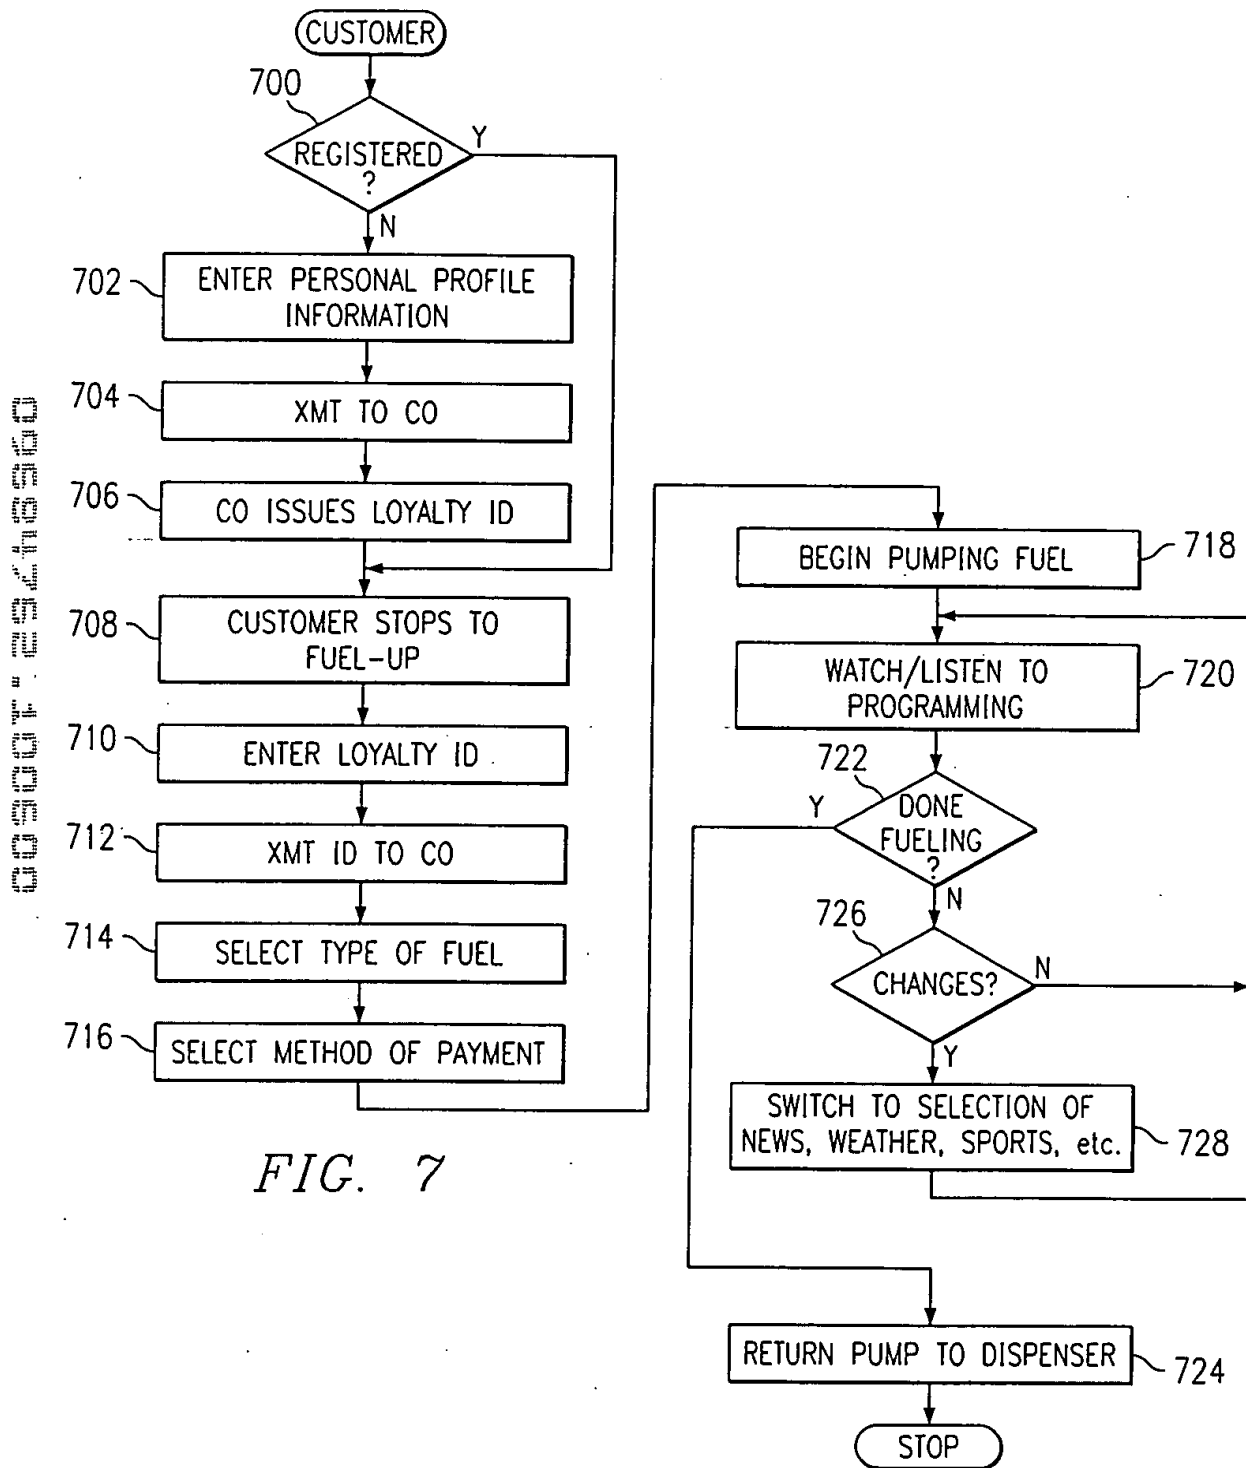 CUSTOMER
700
REGISTERED
?
Y
N
702
ENTER PERSONAL PROFILE
INFORMATION
704
XMT TO CO
706
CO ISSUES LOYALTY ID
708
CUSTOMER STOPS TO
FUEL-UP
710
ENTER LOYALTY ID
712
XMT ID TO CO
714
SELECT TYPE OF FUEL
716
SELECT METHOD OF PAYMENT
BEGIN PUMPING FUEL
718
WATCH/LISTEN TO
PROGRAMMING
720
722
Y
DONE
FUELING
?
N
726
CHANGES?
N
Y
SWITCH TO SELECTION OF
NEWS, WEATHER, SPORTS, etc.
728
RETURN PUMP TO DISPENSER
724
STOP
FIG. 7
09584752.100600